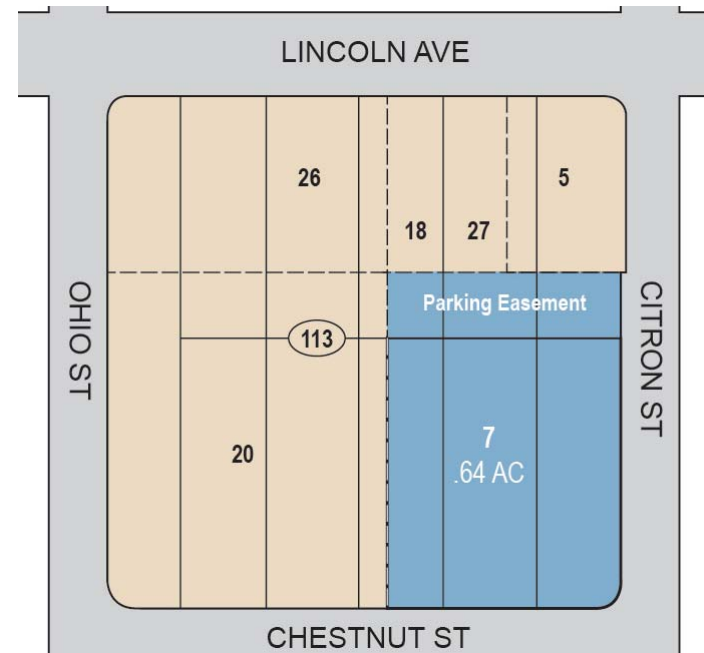 LINCOLN AVE
26
5
18
27
OHIO ST
Parking Easement
CITRON ST
113
7
.64 AC
20
CHESTNUT ST